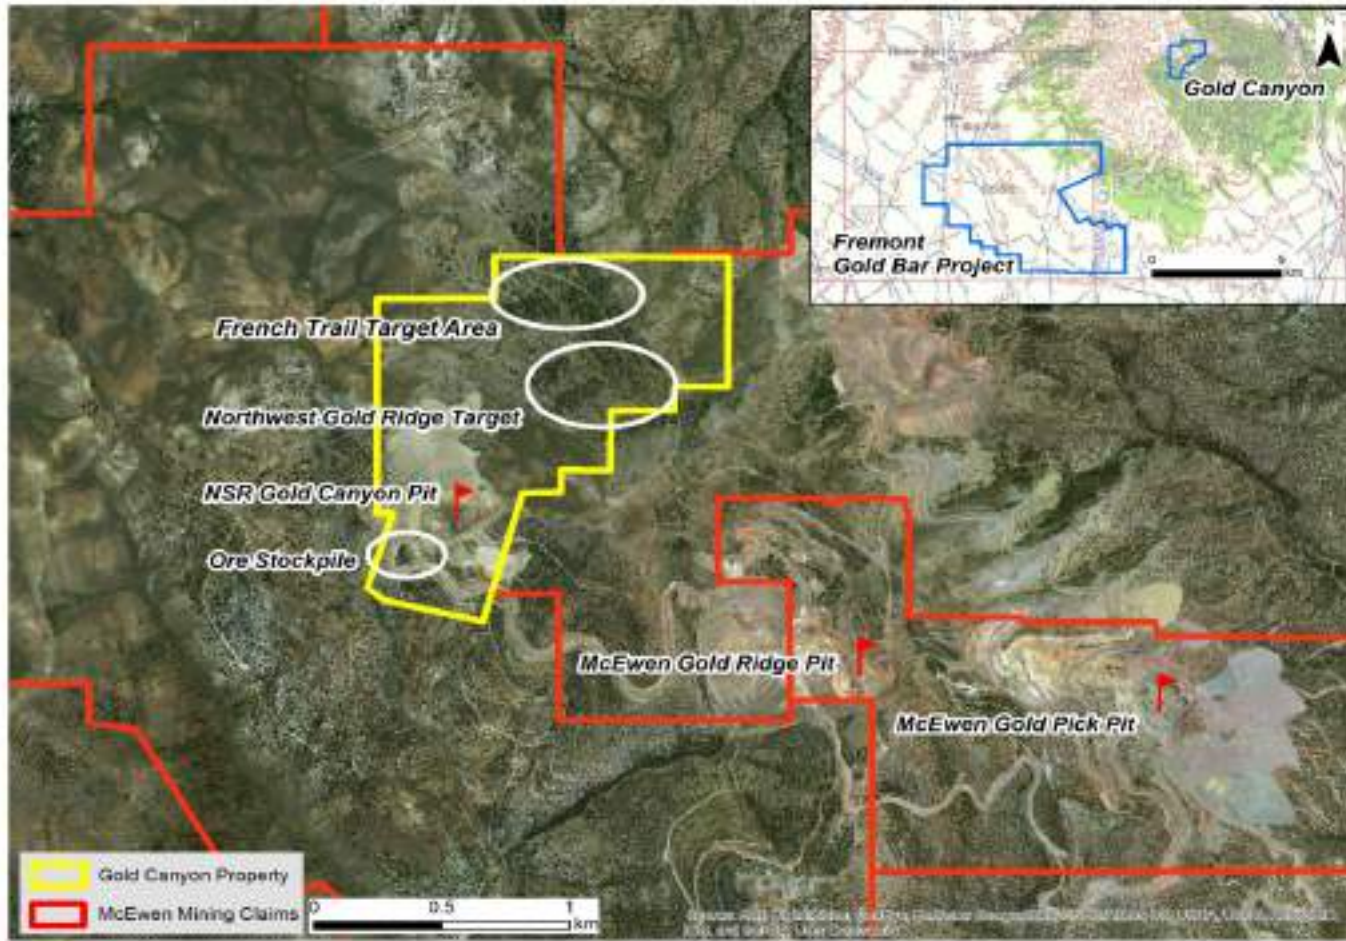 Gold Canyon
Fremont
Gold Bar Project
0
km
French Trail Target Area
Northwest Gold Ridge Target
NSR Gold Canyon Pit
Ore Stockpile
McEwen Gold Ridge Pit
McEwen Gold Pick Pit
Gold Canyon Property
McEwen Mining Claims
0 0.5 1
km